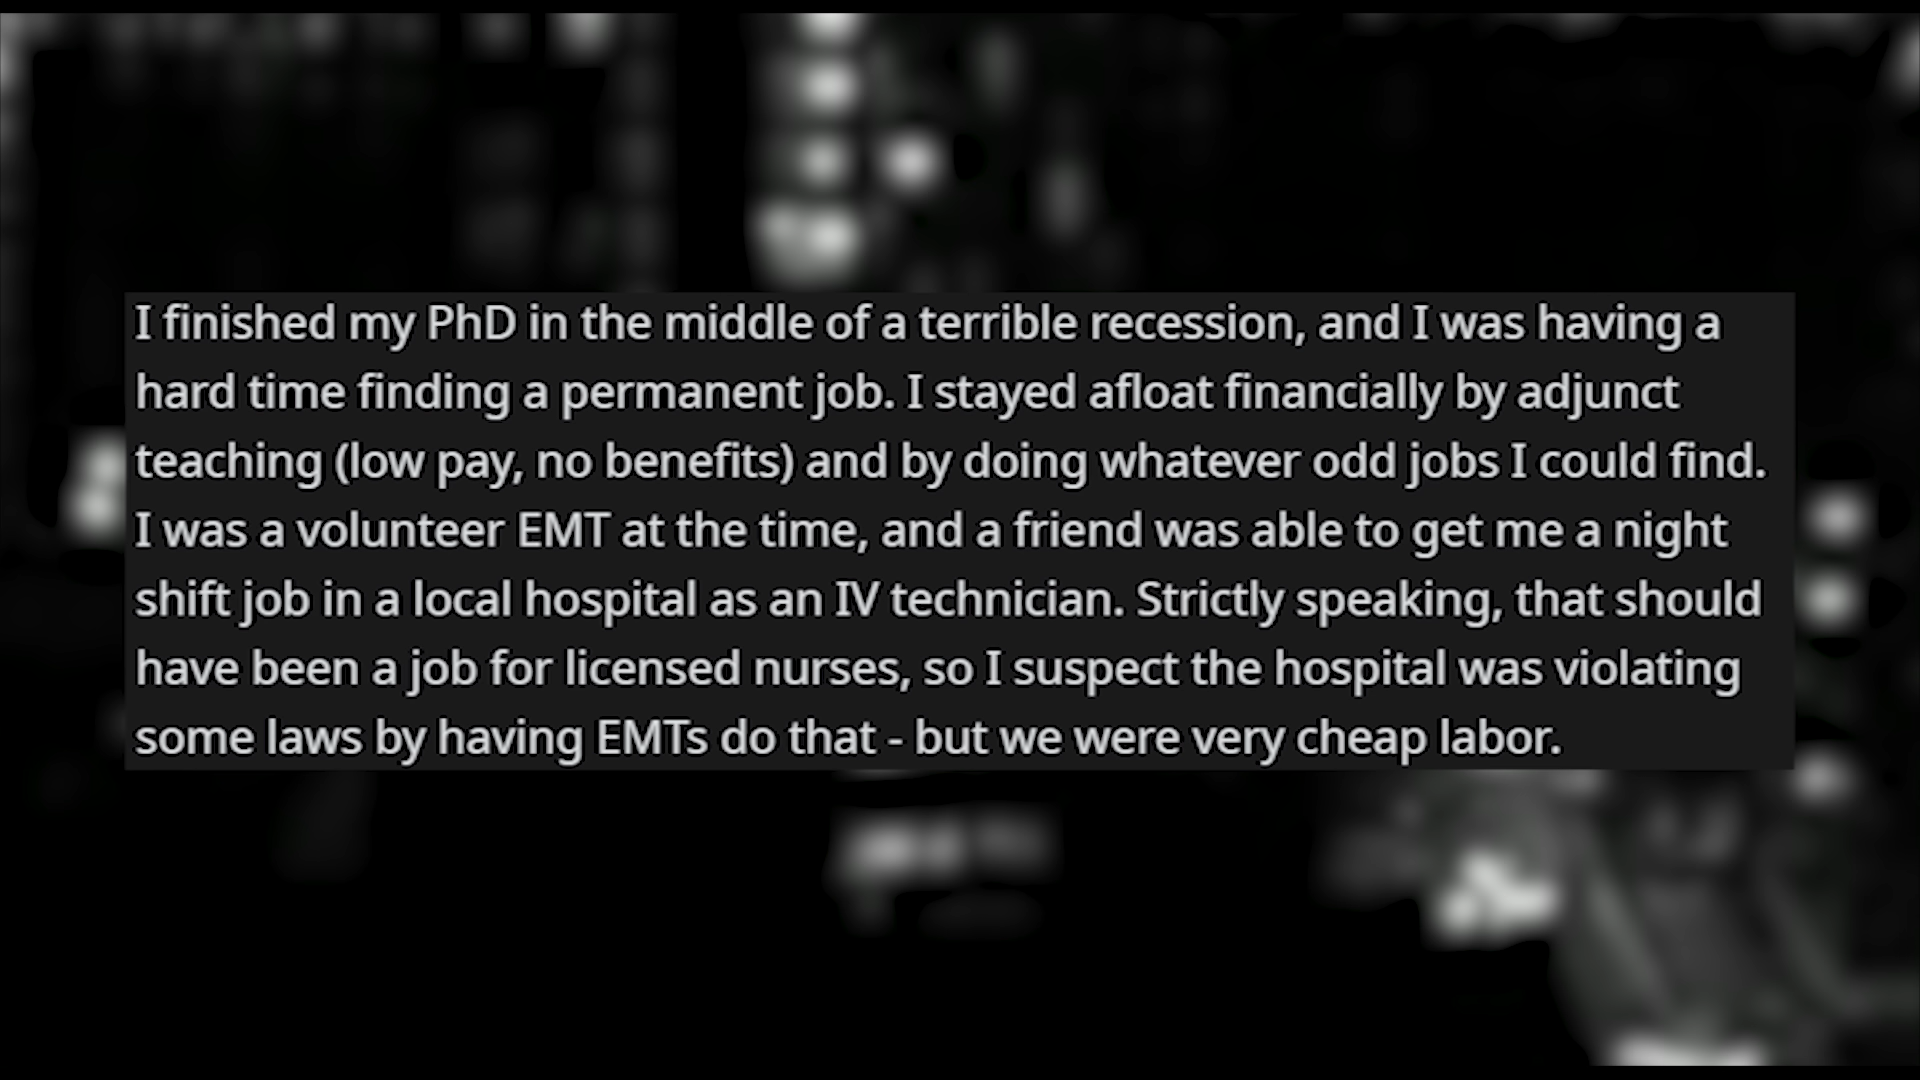 I finished my PhD in the middle of a terrible recession, and I was having a
hard time finding a permanent job. I stayed afloat financially by adjunct
teaching (low pay, no benefits) and by doing whatever odd jobs I could find.
I was a volunteer EMT at the time, and a friend was able to get me a night
shift job in a local hospital as an IV technician. Strictly speaking, that should
have been a job for licensed nurses, so I suspect the hospital was violating
some laws by having EMTs do that - but we were very cheap labor.